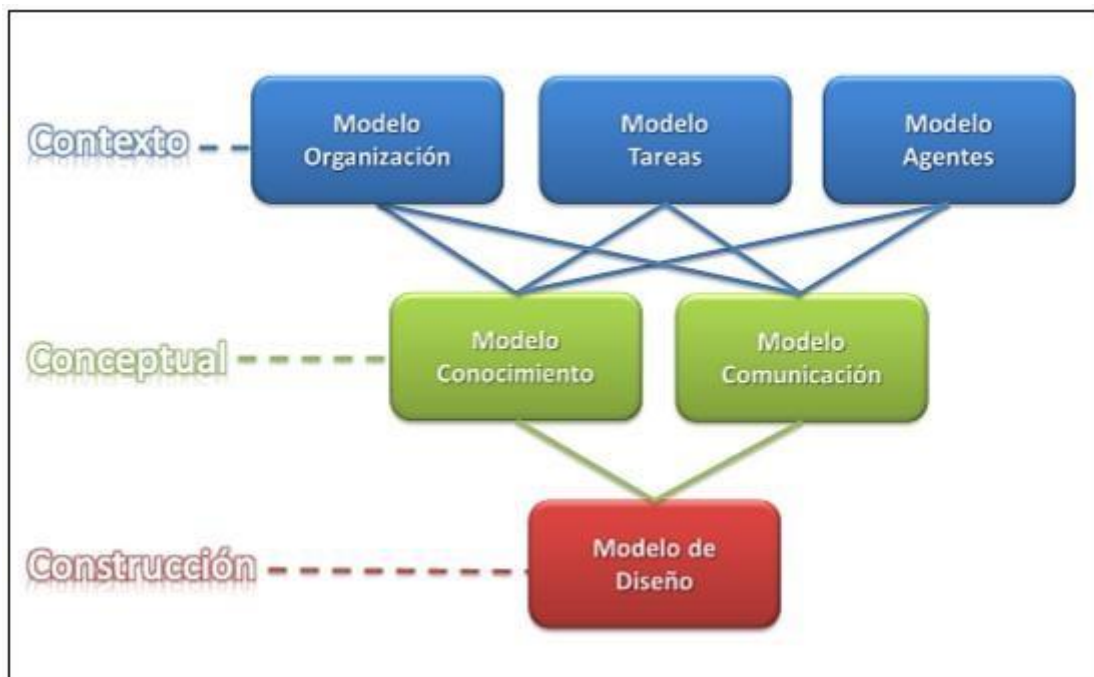 Contexto
Modelo
Organización
Modelo
Tareas
Modelo
Agentes
Conceptual
Modelo
Conocimiento
Modelo
Comunicación
Construcción
Modelo de
Diseño